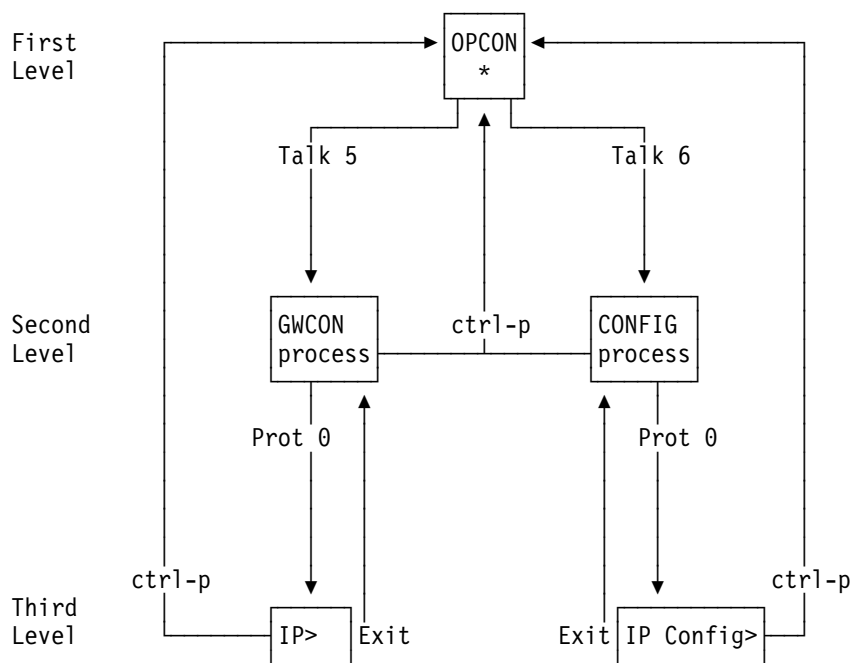 First
Level
OPCON
*
Talk 5
Talk 6
Second
Level
GWCON
process
ctrl-p
CONFIG
process
Prot 0
Prot 0
ctrl-p
ctrl-p
Third
Level
IP>
Exit
Exit
IP Config>